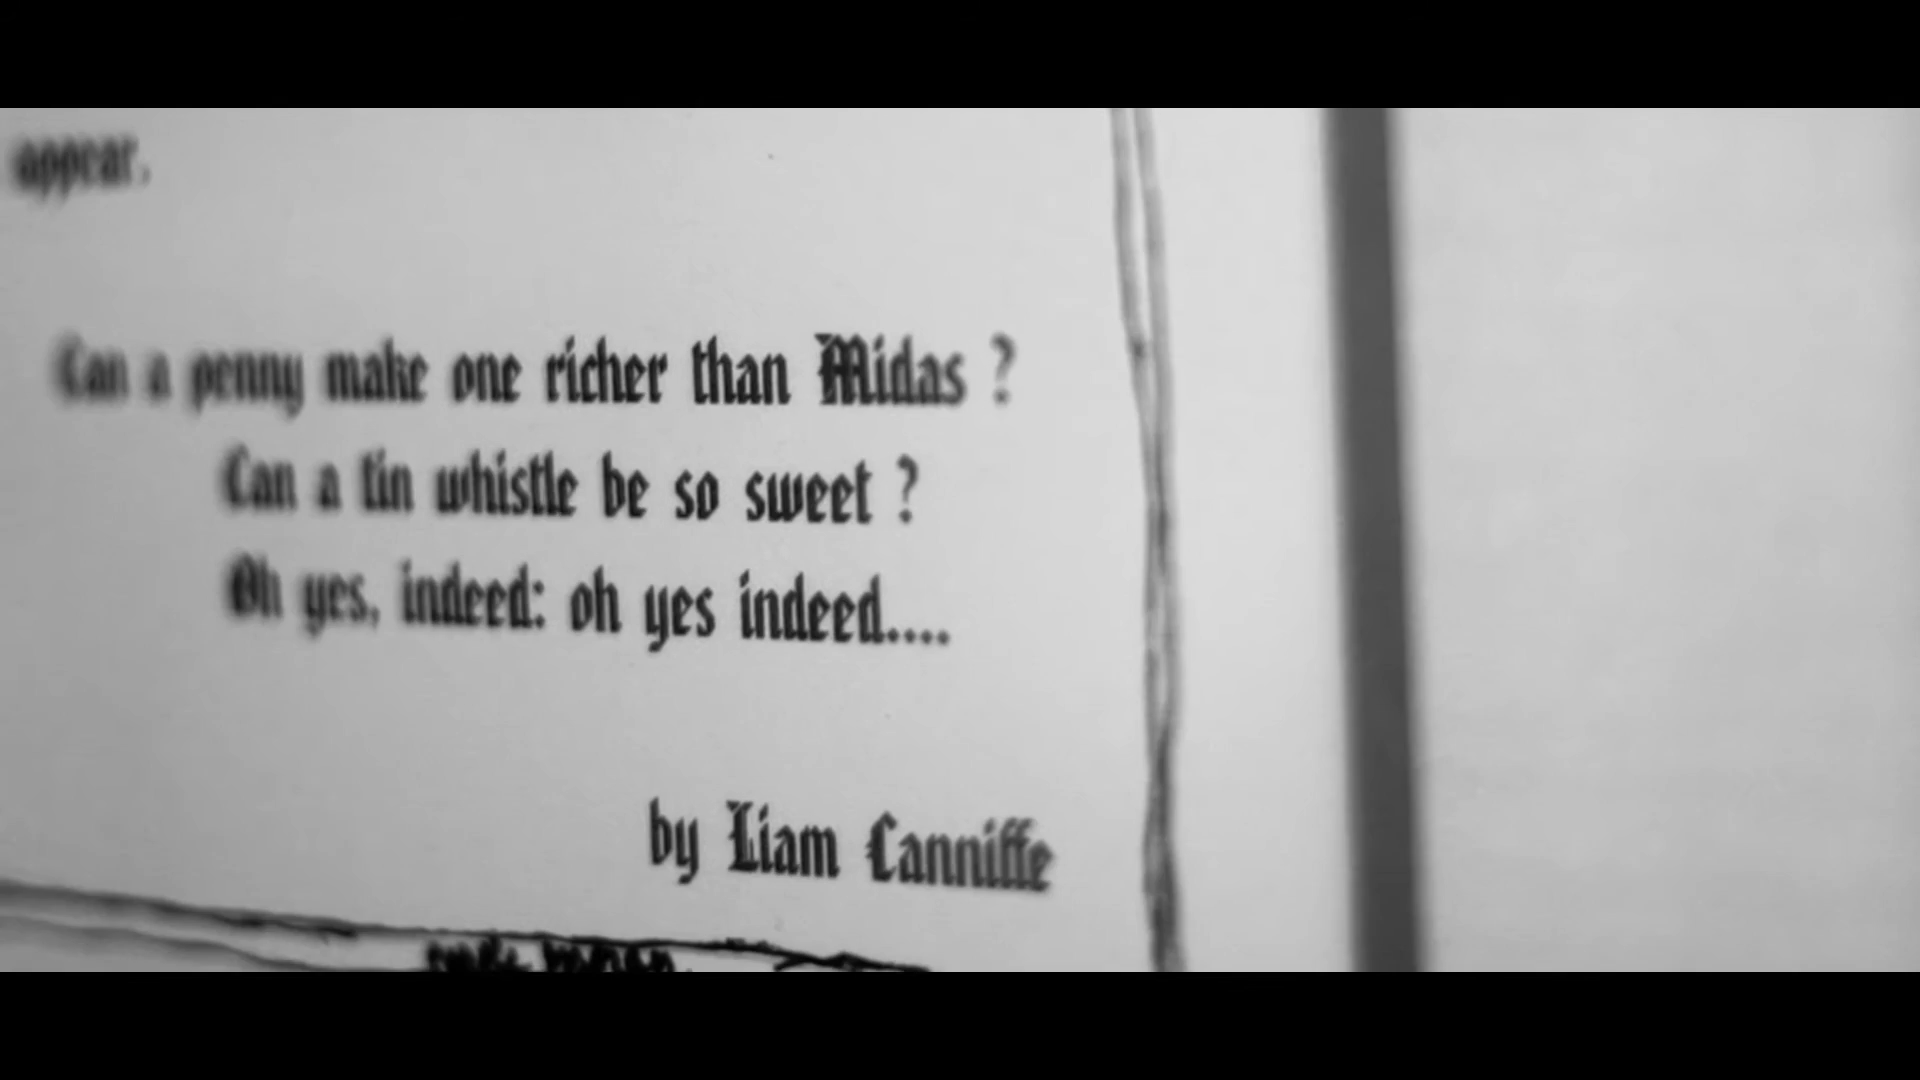 appear.
Can a penny make one richer than Midas ?
Can a tin whistle be so sweet ?
Oh yes, indeed: oh yes indeed....
by Liam Canniffe